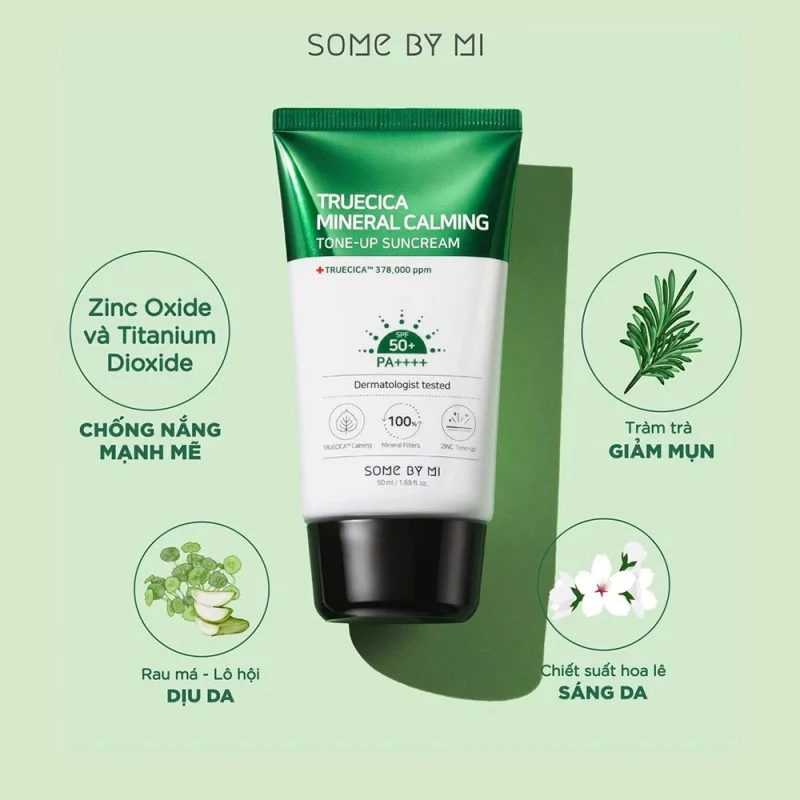 SOME BY MI
TRUECICA
MINERAL CALMING
TONE-UP SUNCREAM
+TRUECICA™ 378,000 ppm
SPF
50+
PA++++
Dermatologist tested
100%
TRUECICA™ Calming
Mineral Filters
ZINC Tone-up
SOME BY MI
50 ml / 1.69 fl. oz.
Zinc Oxide
và Titanium
Dioxide
CHỐNG NẮNG
MẠNH MẼ
Tràm trà
GIẢM MỤN
Rau má - Lô hội
DỊU DA
Chiết suất hoa lê
SÁNG DA